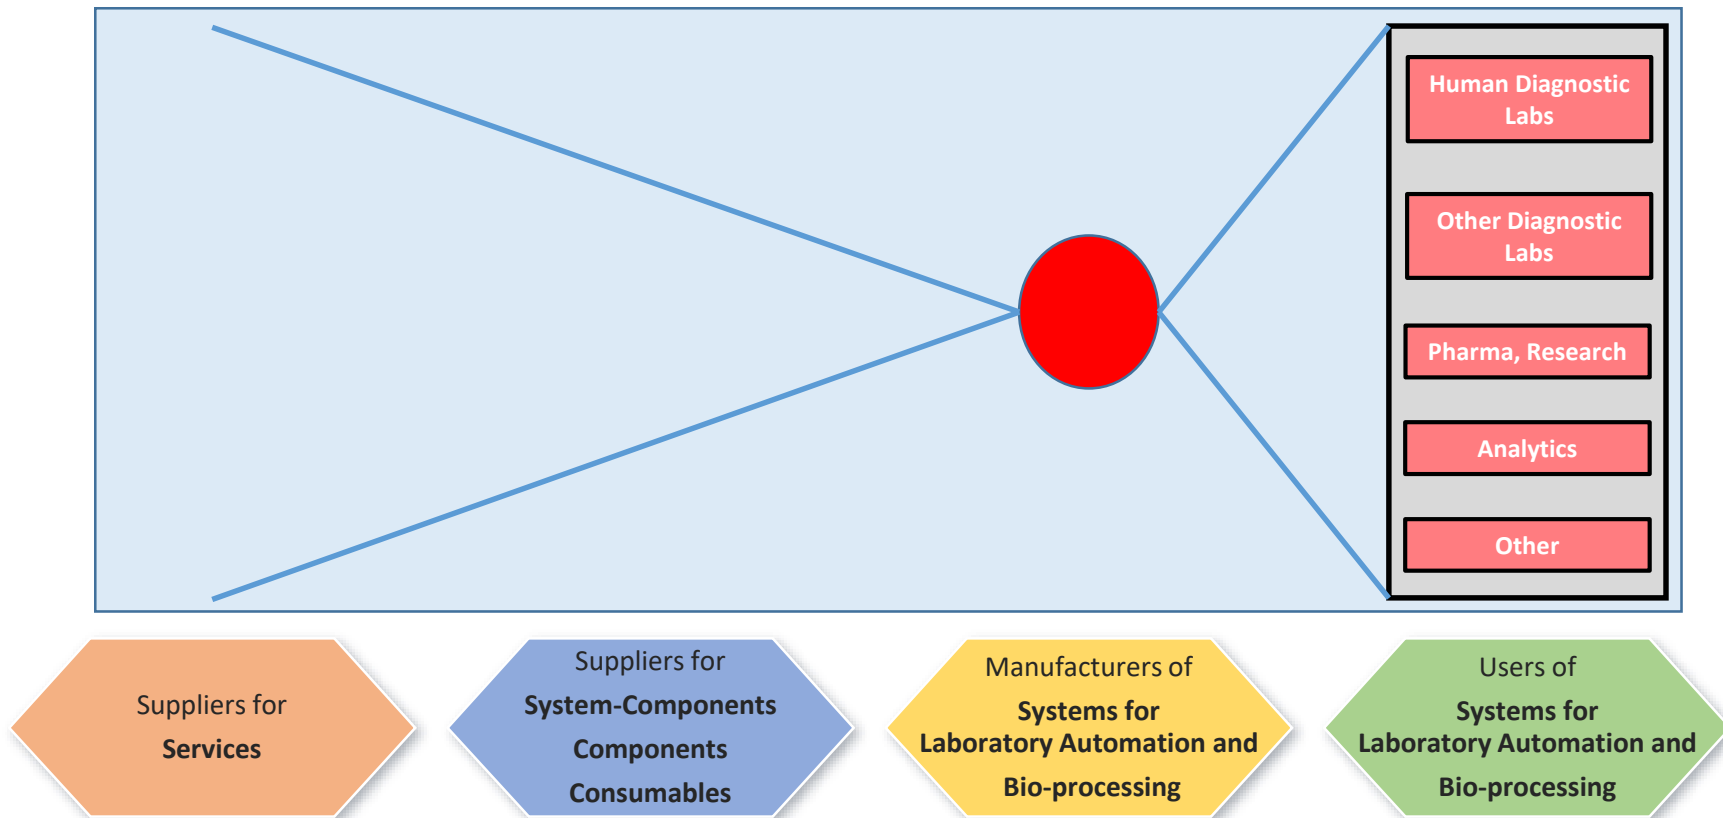 Human Diagnostic
Labs
Other Diagnostic
Labs
Pharma, Research
Analytics
Other
Suppliers for
Services
Suppliers for
System-Components
Components
Consumables
Manufacturers of
Systems for
Laboratory Automation and
Bio-processing
Users of
Systems for
Laboratory Automation and
Bio-processing